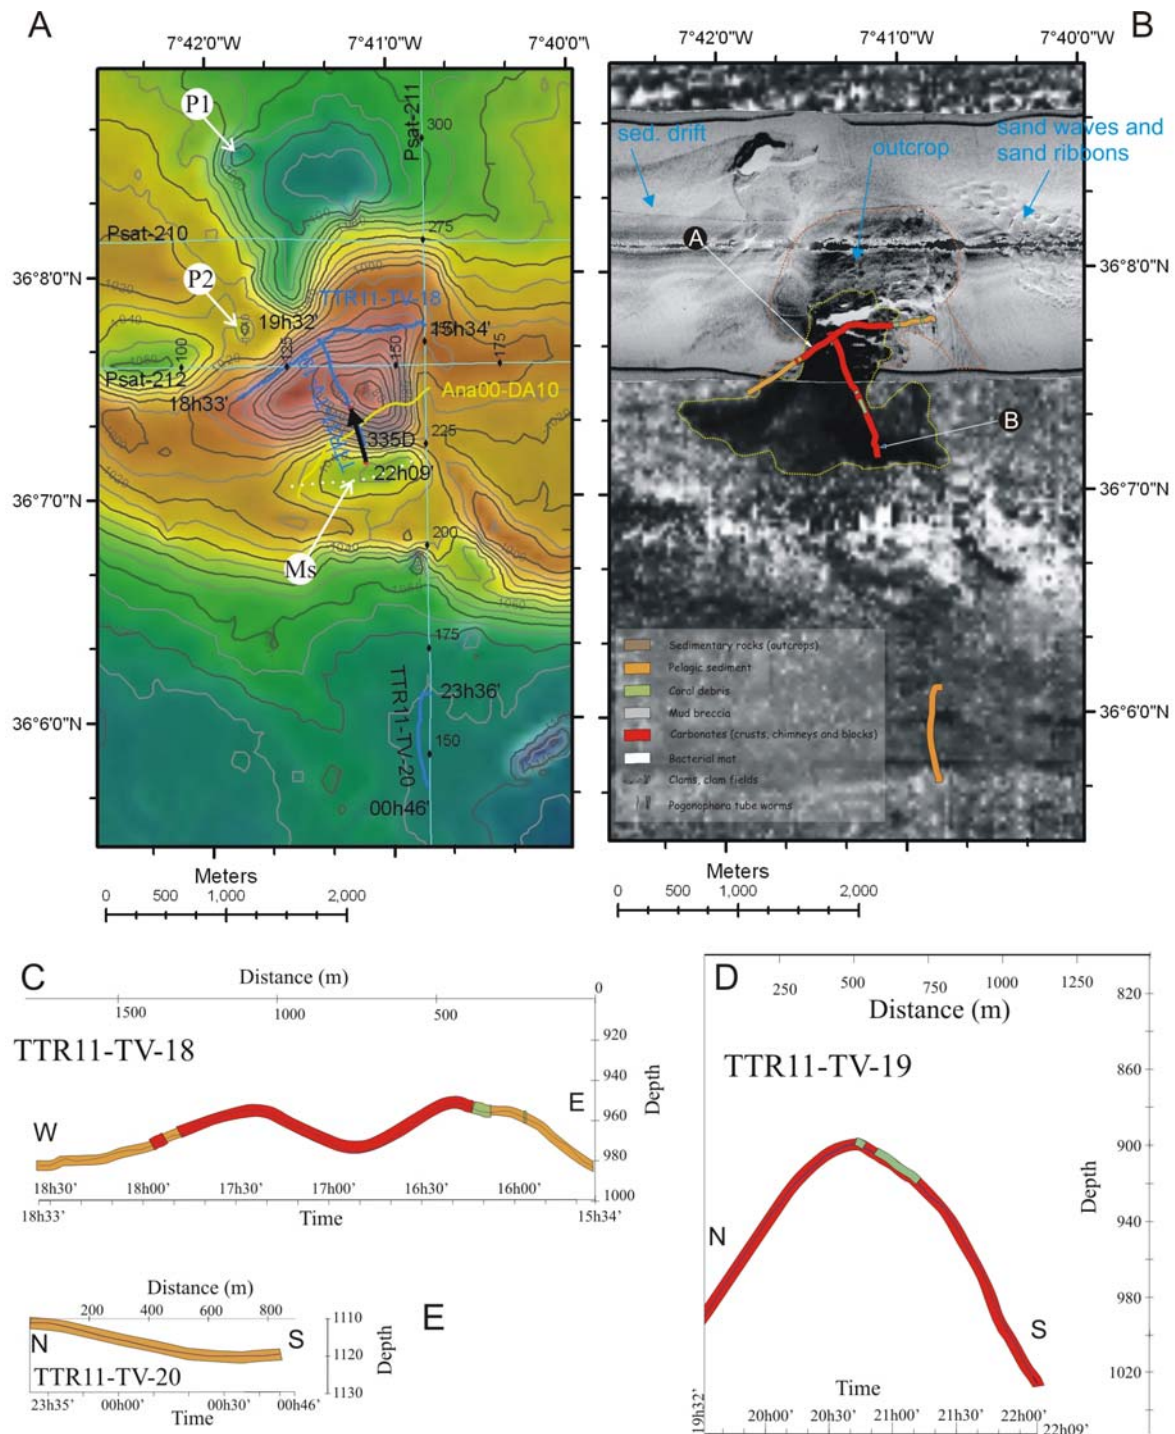 A
7°42'0"W
7°41'0"W
7°40'0"W
P1
Psat-211
300
275
Psat-210
P2
TTR11-TV-18
19h32'
15h34'
100
125
150
175
Psat-212
18h33'
Ana00-DA10
335D
225
22h09'
Ms
200
175
23h36'
TTR11-TV-20
150
00h46'
36°8'0"N
36°7'0"N
36°6'0"N
Meters
0 500 1,000 2,000
B
7°42'0"W
7°41'0"W
7°40'0"W
sed. drift
outcrop
sand waves and
sand ribbons
A
B
36°8'0"N
36°7'0"N
36°6'0"N
Sedimentary rocks (outcrops)
Pelagic sediment
Coral debris
Mud breccia
Carbonates (crusts, chimneys and blocks)
Bacterial mat
Clams, clam fields
Pogonophora tube worms
Meters
0 500 1,000 2,000
C
Distance (m)
1500 1000 500 0
TTR11-TV-18
W
E
920
940
960
980
1000
Depth
18h30' 18h00' 17h30' 17h00' 16h30' 16h00'
18h33' Time 15h34'
D
250 500 750 1000 1250
Distance (m)
TTR11-TV-19
N
S
820
860
900
940
980
1020
Depth
Time
19h32' 20h00' 20h30' 21h00' 21h30' 22h00' 22h09'
E
Distance (m)
200 400 600 800
N
S
TTR11-TV-20
1110
1120
1130
Depth
23h35' 00h00' 00h30' 00h46'
Time